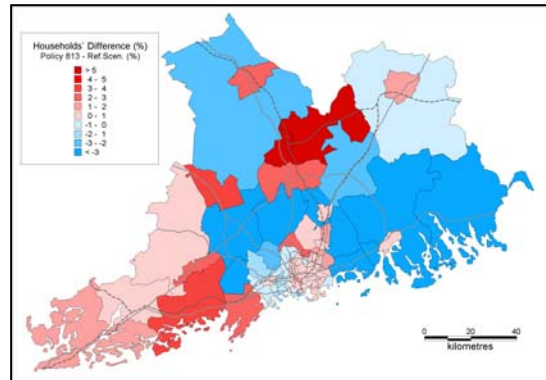 Households´ Difference (%)
Policy 813 - Ref.Scen. (%)
> 5
4 - 5
3 - 4
2 - 3
1 - 2
0 - 1
-1 - 0
-2 - 1
-3 - -2
< -3
0 20 40
kilometres